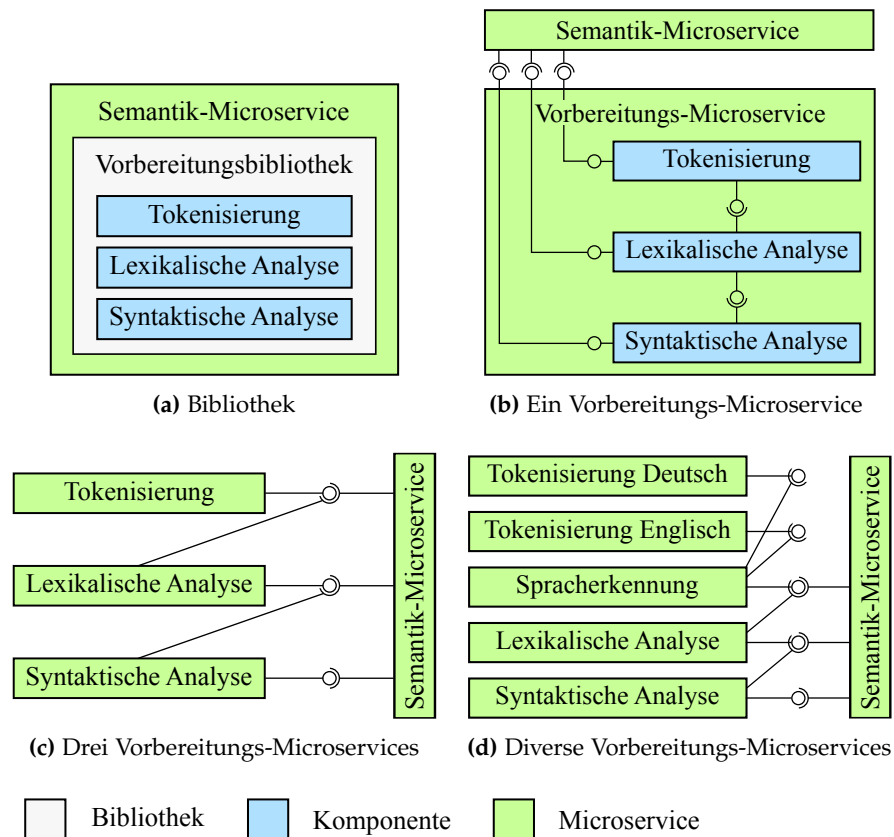 Semantik-Microservice
Vorbereitungsbibliothek
Tokenisierung
Lexikalische Analyse
Syntaktische Analyse
(a) Bibliothek
Semantik-Microservice
Vorbereitungs-Microservice
Tokenisierung
Lexikalische Analyse
Syntaktische Analyse
(b) Ein Vorbereitungs-Microservice
Tokenisierung
Lexikalische Analyse
Syntaktische Analyse
Semantik-Microservice
(c) Drei Vorbereitungs-Microservices
Tokenisierung Deutsch
Tokenisierung Englisch
Spracherkennung
Lexikalische Analyse
Syntaktische Analyse
Semantik-Microservice
(d) Diverse Vorbereitungs-Microservices
Bibliothek
Komponente
Microservice